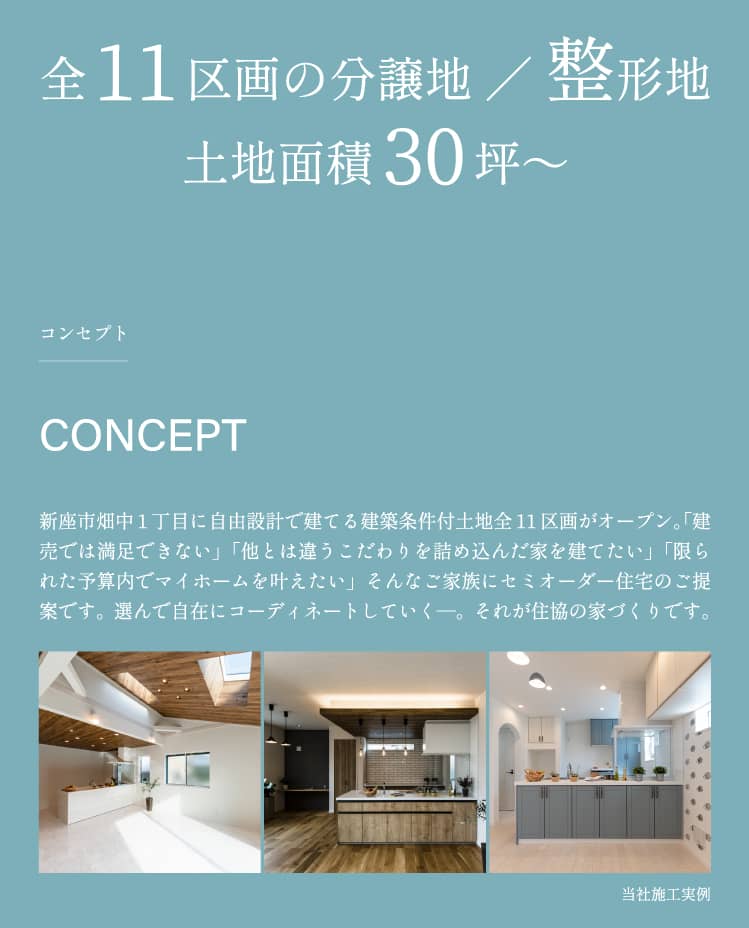 全11区画の分譲地／整形地
土地面積30坪〜
コンセプト
CONCEPT
新座市畑中1丁目に自由設計で建てる建築条件付土地全11区画がオープン。「建
売では満足できない」「他とは違うこだわりを詰め込んだ家を建てたい」「限ら
れた予算内でマイホームを叶えたい」そんなご家族にセミオーダー住宅のご提
案です。選んで自在にコーディネートしていく―。それが住協の家づくりです。
当社施工実例